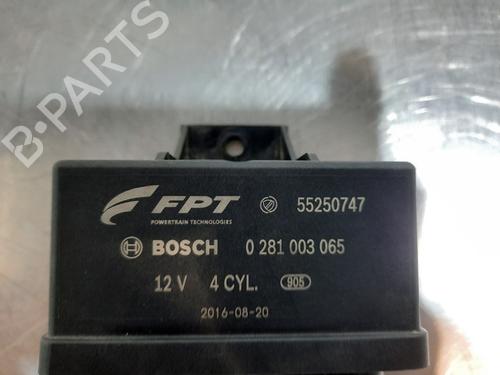 B-PARTS
FPT 55250747
POWERTRAIN TECHNOLOGIES
BOSCH 0 281 003 065
12 V 4 CYL. 905
2016-08-20